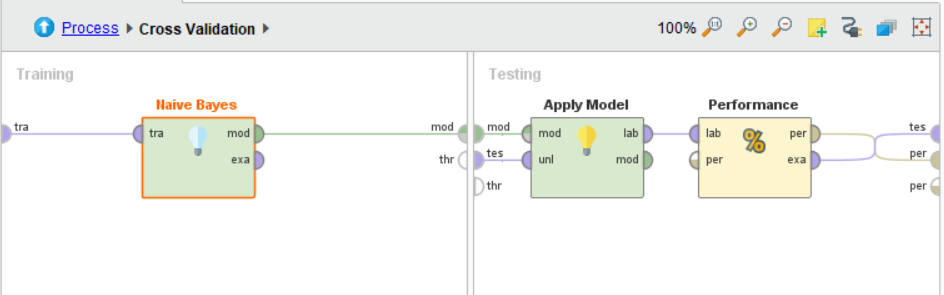 Process ▸ Cross Validation ▸
100%
Training
Testing
Naive Bayes
Apply Model
Performance
tra
tra
mod
mod
mod
mod
lab
lab
per
tes
exa
thr
tes
unl
mod
per
exa
per
thr
per